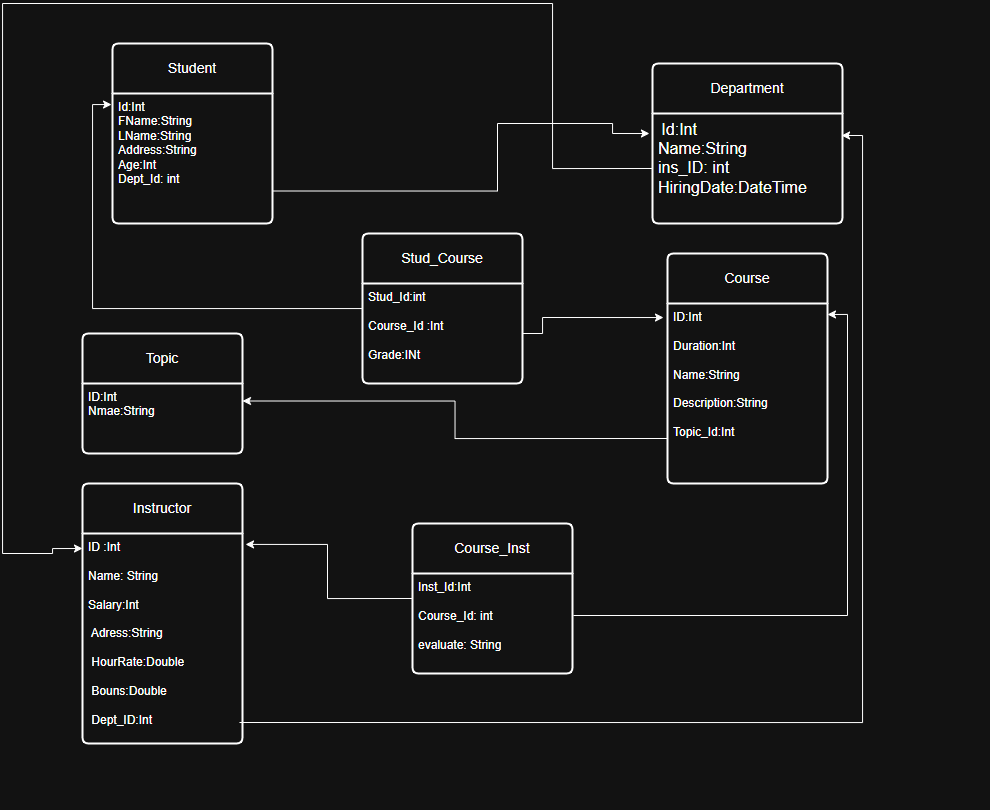 Student
Id:Int
FName:String
LName:String
Address:String
Age:Int
Dept_Id: int
Department
Id:Int
Name:String
ins_ID: int
HiringDate:DateTime
Stud_Course
Stud_Id:int
Course_Id :Int
Grade:INt
Course
ID:Int
Duration:Int
Name:String
Description:String
Topic_Id:Int
Topic
ID:Int
Nmae:String
Instructor
ID :Int
Name: String
Salary:Int
Adress:String
HourRate:Double
Bouns:Double
Dept_ID:Int
Course_Inst
Inst_Id:Int
Course_Id: int
evaluate: String